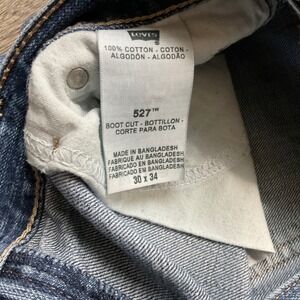 LEVI'S
100% COTTON - COTON -
ALGODÓN - ALGODÃO
527™
BOOT CUT - BOTTILLON -
CORTE PARA BOTA
MADE IN BANGLADESH
FABRIQUE AU BANGLADESH
FABRICADO EN BANGLADESH
FABRICADO EM BANGLADESH
30 x 34